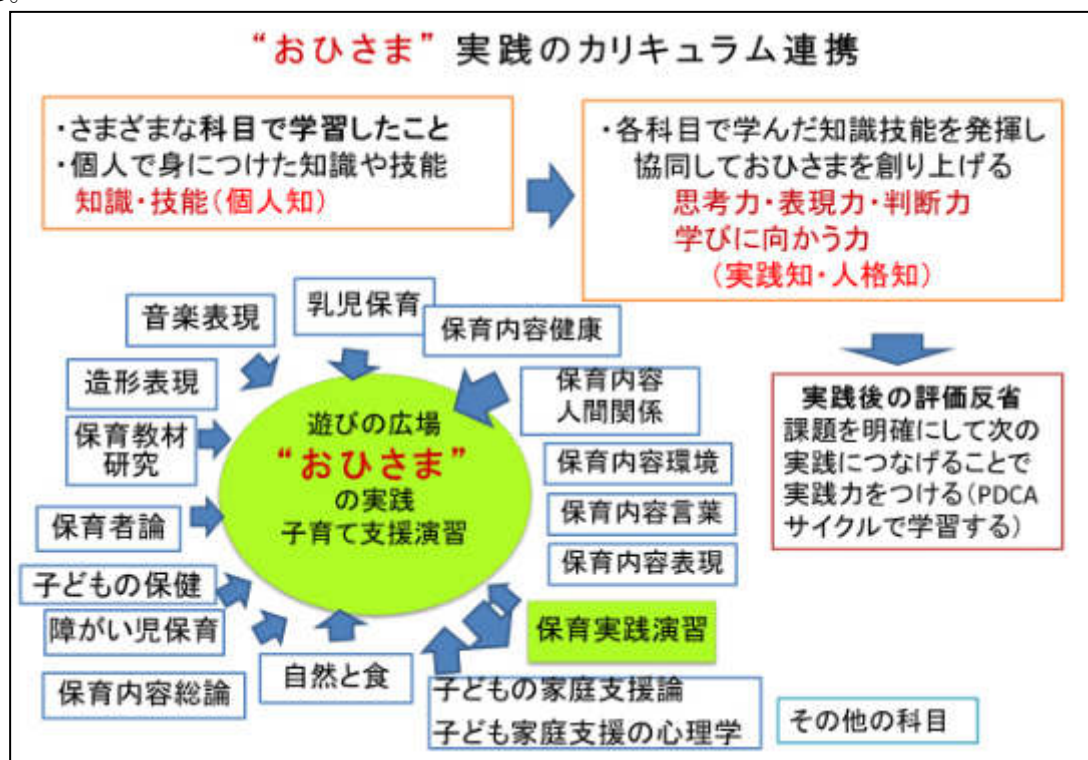 る。
“おひさま” 実践のカリキュラム連携
・さまざまな科目で学習したこと
・個人で身につけた知識や技能
知識・技能(個人知)
・各科目で学んだ知識技能を発揮し
協同しておひさまを創り上げる
思考力・表現力・判断力
学びに向かう力
(実践知・人格知)
音楽表現
乳児保育
保育内容健康
造形表現
保育内容
人間関係
保育教材
研究
保育内容環境
保育者論
保育内容言葉
保育内容表現
子どもの保健
障がい児保育
保育内容総論
自然と食
遊びの広場
“おひさま”
の実践
子育て支援演習
保育実践演習
子どもの家庭支援論
子ども家庭支援の心理学
その他の科目
実践後の評価反省
課題を明確にして次の
実践につなげることで
実践力をつける(PDCA
サイクルで学習する)